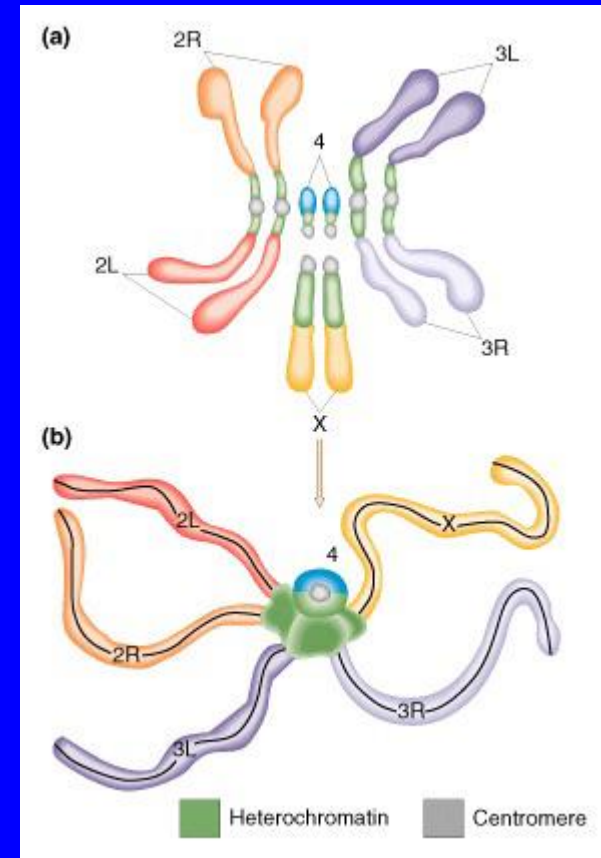 (a)
2R
3L
4
2L
3R
X
(b)
2L
X
4
2R
3R
3L
Heterochromatin
Centromere